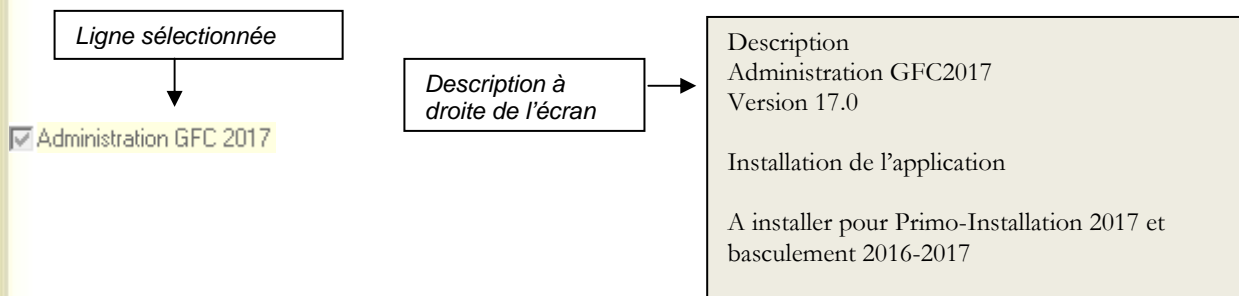 Ligne sélectionnée
Administration GFC 2017
Description à
droite de l'écran
Description
Administration GFC2017
Version 17.0
Installation de l'application
A installer pour Primo-Installation 2017 et
basculement 2016-2017